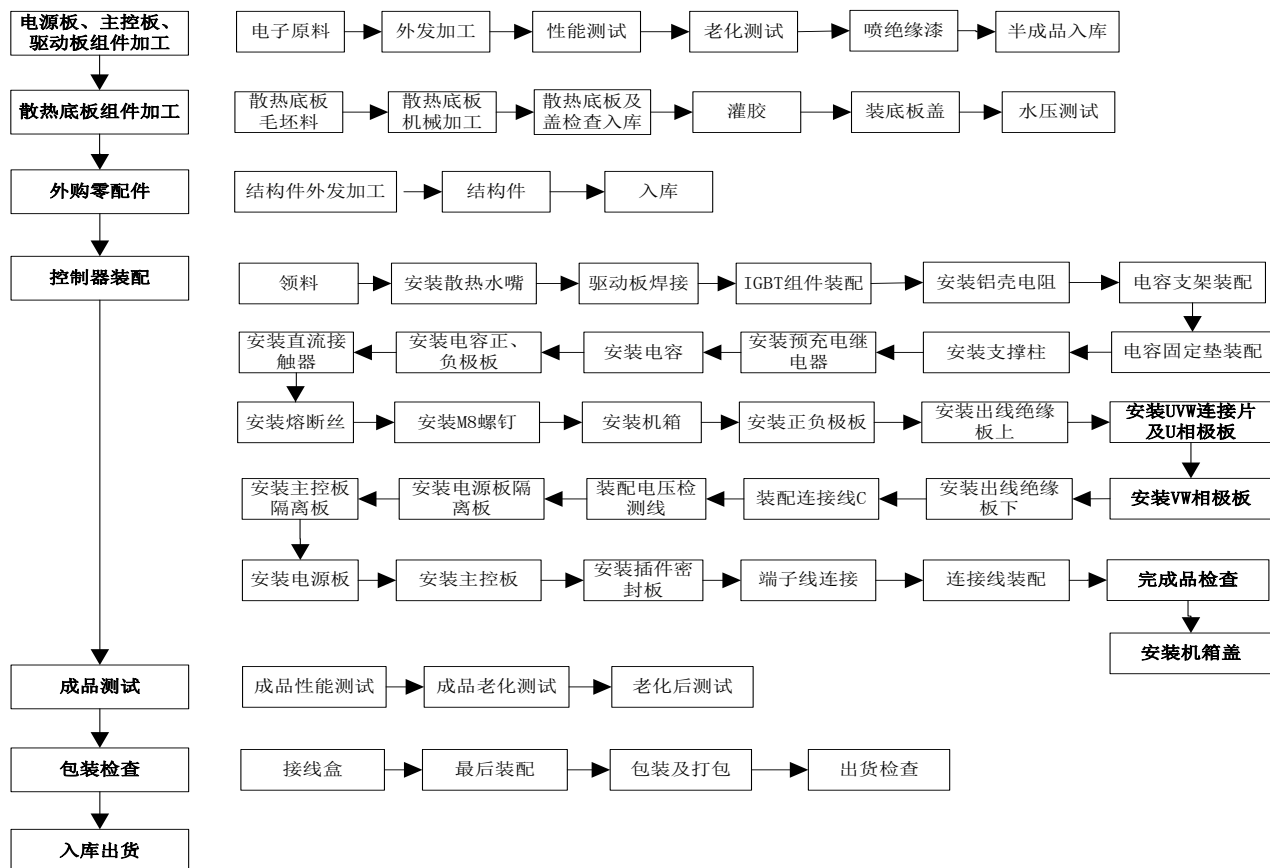 电源板、主控板、
驱动板组件加工
电子原料
外发加工
性能测试
老化测试
喷绝缘漆
半成品入库
散热底板组件加工
散热底板
毛坯料
散热底板
机械加工
散热底板及
盖检查入库
灌胶
装底板盖
水压测试
外购零配件
结构件外发加工
结构件
入库
控制器装配
领料
安装散热水嘴
驱动板焊接
IGBT组件装配
安装铝壳电阻
电容支架装配
电容固定垫装配
安装支撑柱
安装预充电继
电器
安装电容
安装电容正、
负极板
安装直流接
触器
安装熔断丝
安装M8螺钉
安装机箱
安装正负极板
安装出线绝缘
板上
安装UVW连接片
及U相极板
安装VW相极板
安装出线绝缘
板下
装配连接线C
装配电压检
测线
安装电源板隔
离板
安装主控板
隔离板
安装电源板
安装主控板
安装插件密
封板
端子线连接
连接线装配
完成品检查
安装机箱盖
成品测试
成品性能测试
成品老化测试
老化后测试
包装检查
接线盒
最后装配
包装及打包
出货检查
入库出货